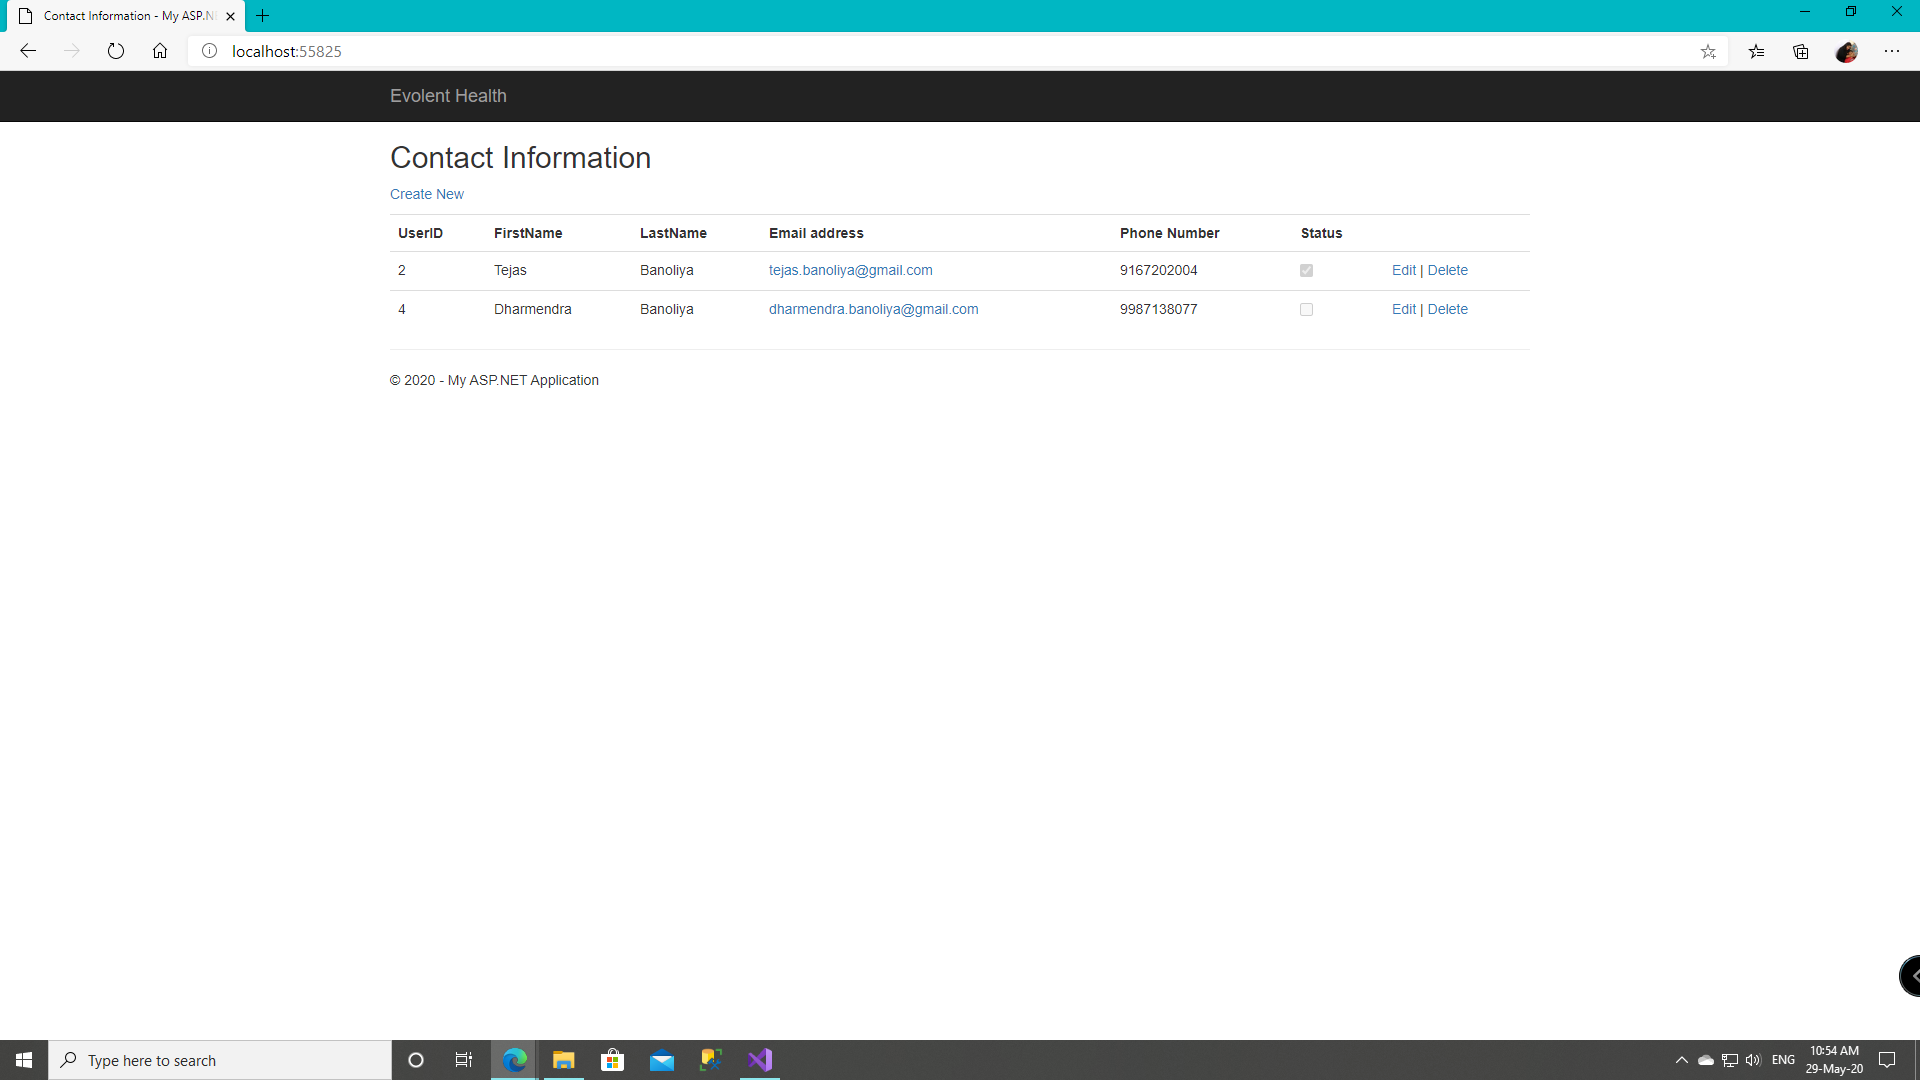 Contact Information - My ASP.N
localhost:55825
Evolent Health
Contact Information
Create New
UserID FirstName LastName Email address Phone Number Status
2 Tejas Banoliya tejas.banoliya@gmail.com 9167202004 Edit | Delete
4 Dharmendra Banoliya dharmendra.banoliya@gmail.com 9987138077 Edit | Delete
© 2020 - My ASP.NET Application
Type here to search
ENG
10:54 AM
29-May-20